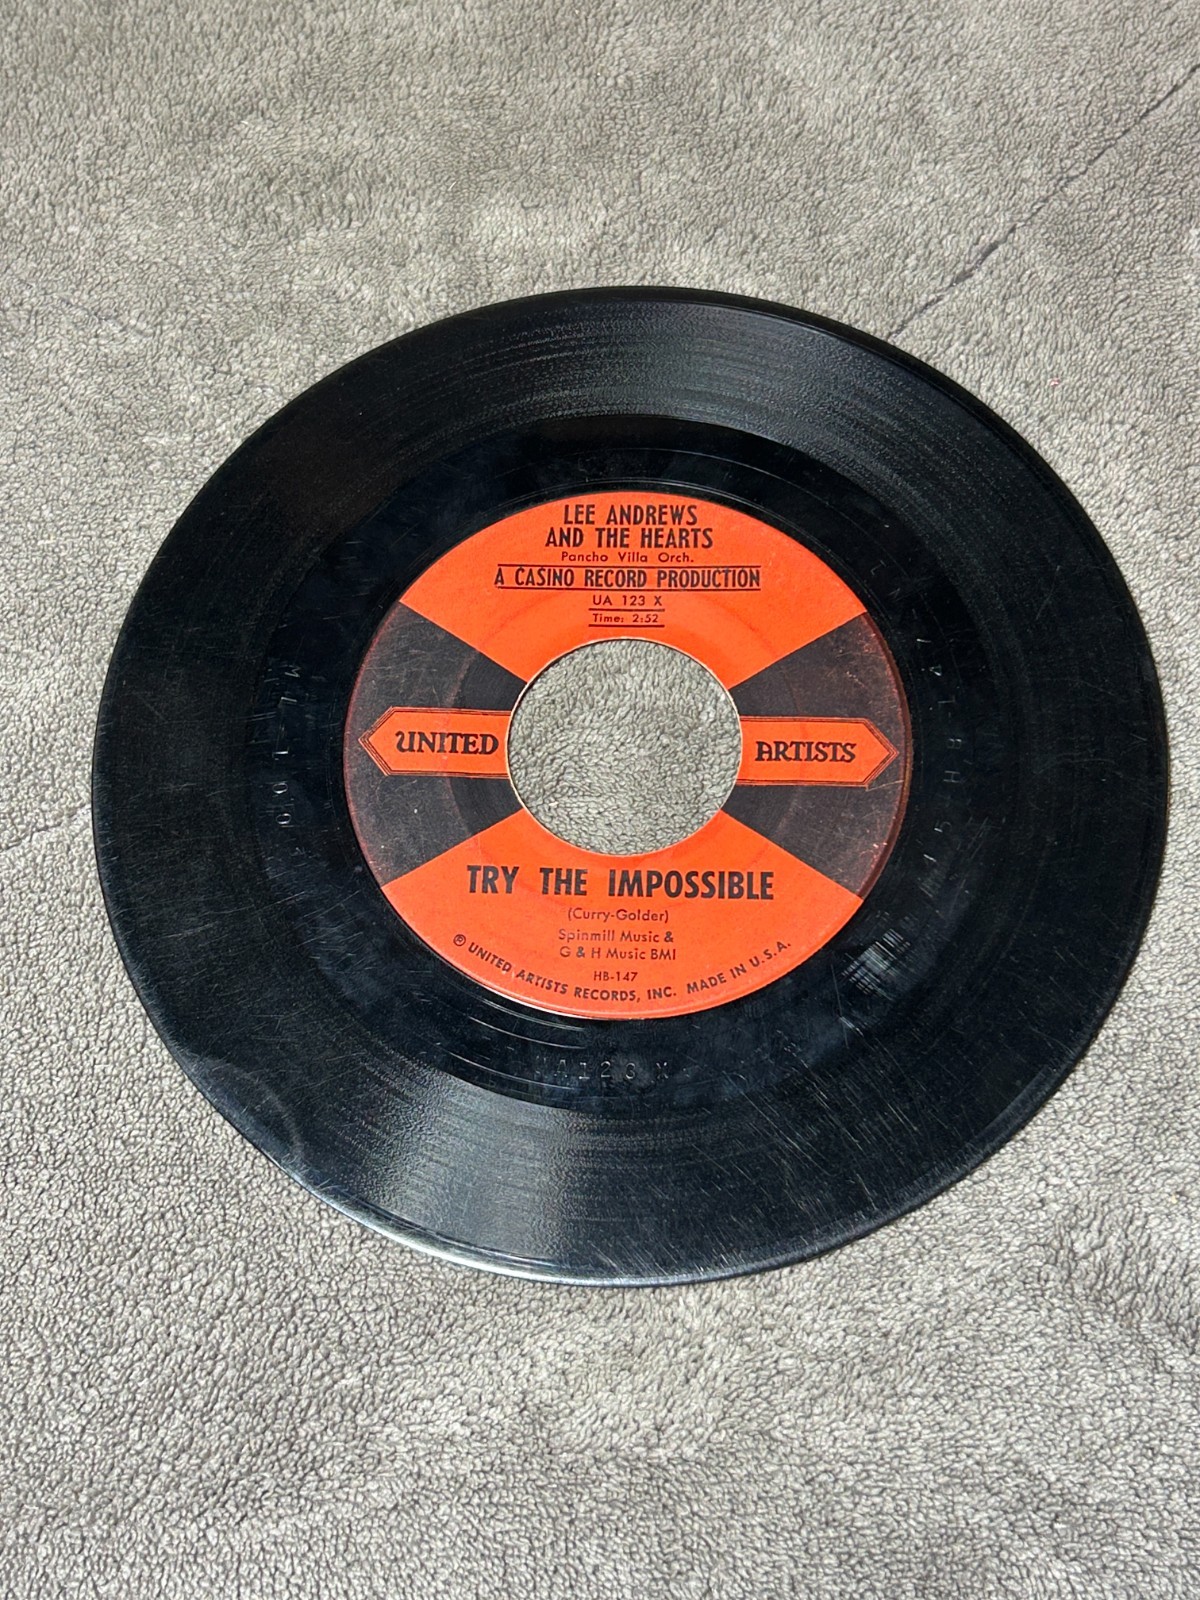 LEE ANDREWS
AND THE HEARTS
Pancho Villa Orch.
A CASINO RECORD PRODUCTION
UA 123 X
Time: 2:52
UNITED ARTISTS
TRY THE IMPOSSIBLE
(Curry-Golder)
Spinmill Music &
G & H Music BMI
HB-147
® UNITED ARTISTS RECORDS, INC. MADE IN U.S.A.